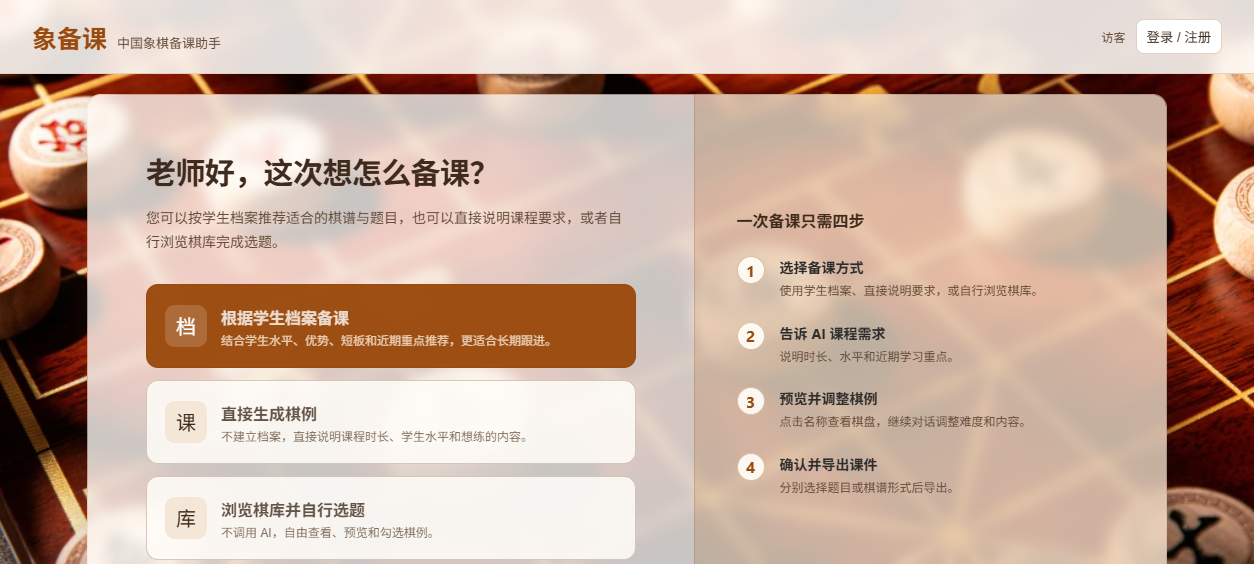 象备课 中国象棋备课助手
访客 登录 / 注册
老师好，这次想怎么备课？
您可以按学生档案推荐适合的棋谱与题目，也可以直接说明课程要求，或者自
行浏览棋库完成选题。
档
根据学生档案备课
结合学生水平、优势、短板和近期重点推荐，更适合长期跟进。
课
直接生成棋例
不建立档案，直接说明课程时长、学生水平和想练的内容。
库
浏览棋库并自行选题
不调用 AI，自由查看、预览和勾选棋例。
一次备课只需四步
1
选择备课方式
使用学生档案、直接说明要求，或自行浏览棋库。
2
告诉 AI 课程需求
说明时长、水平和近期学习重点。
3
预览并调整棋例
点击名称查看棋盘，继续对话调整难度和内容。
4
确认并导出课件
分别选择题目或棋谱形式后导出。